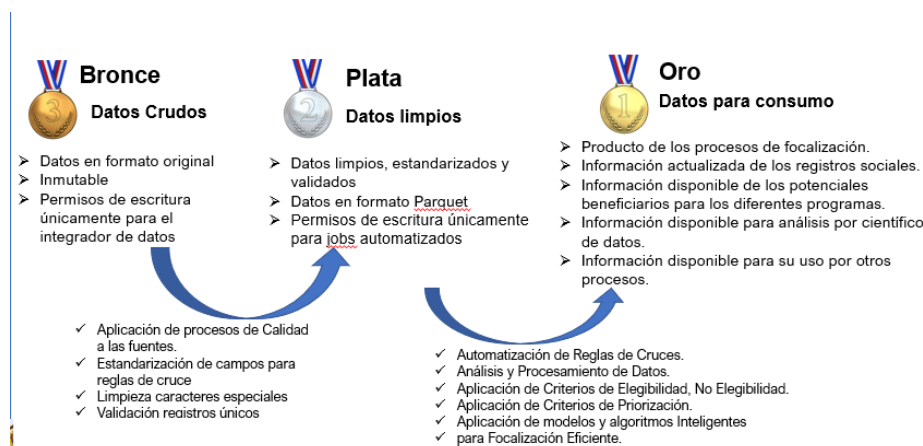 Bronce
3
Datos Crudos
Datos en formato original
Inmutable
Permisos de escritura
únicamente para el
integrador de datos
Plata
2
Datos limpios
Datos limpios, estandarizados y
validados
Datos en formato Parquet
Permisos de escritura únicamente
para jobs automatizados
Oro
1
Datos para consumo
Producto de los procesos de focalización.
Información actualizada de los registros sociales.
Información disponible de los potenciales
beneficiarios para los diferentes programas.
Información disponible para análisis por científico
de datos.
Información disponible para su uso por otros
procesos.
Aplicación de procesos de Calidad
a las fuentes.
Estandarización de campos para
reglas de cruce
Limpieza caracteres especiales
Validación registros únicos
Automatización de Reglas de Cruces.
Análisis y Procesamiento de Datos.
Aplicación de Criterios de Elegibilidad, No Elegibilidad.
Aplicación de Criterios de Priorización.
Aplicación de modelos y algoritmos Inteligentes
para Focalización Eficiente.